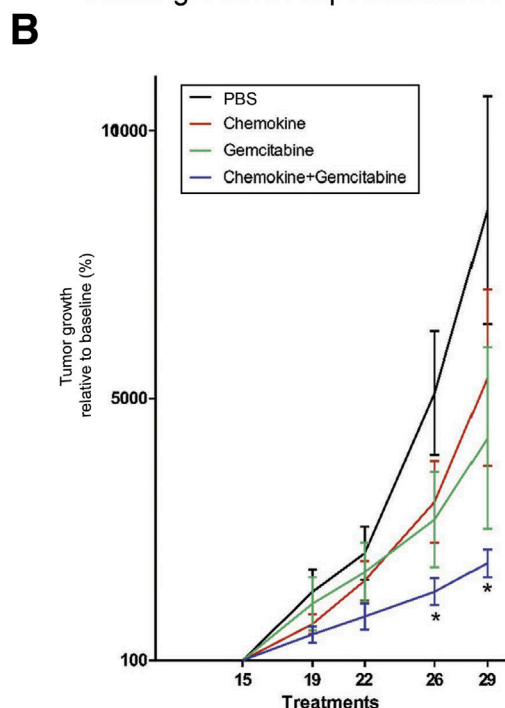 B
PBS
Chemokine
Gemcitabine
Chemokine+Gemcitabine
10000
5000
100
Tumor growth
relative to baseline (%)
*
*
15 19 22 26 29
Treatments